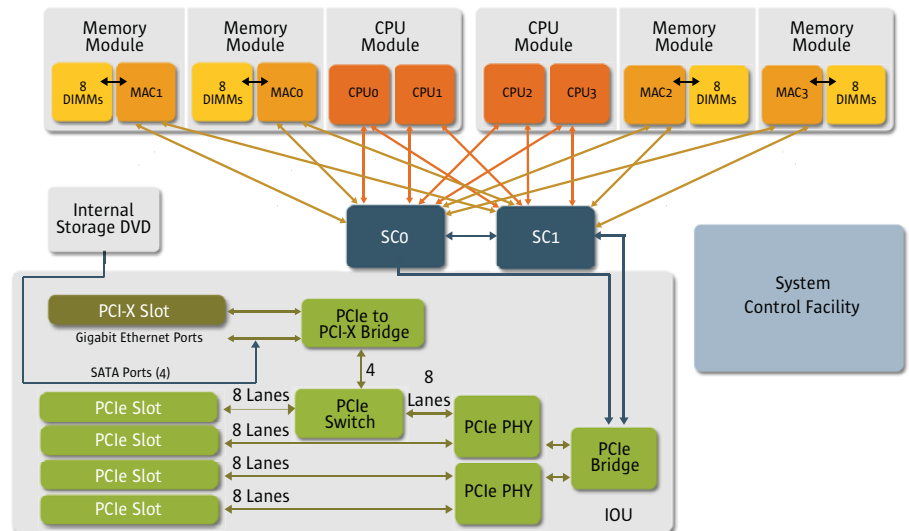 Memory Module
Memory Module
CPU Module
CPU Module
Memory Module
Memory Module
8 DIMMs
MAC1
8 DIMMs
MAC0
CPU0
CPU1
CPU2
CPU3
MAC2
8 DIMMs
MAC3
8 DIMMs
Internal
Storage DVD
SC0
SC1
System
Control Facility
PCI-X Slot
PCIe to
PCI-X Bridge
Gigabit Ethernet Ports
SATA Ports (4)
4
8
Lanes
8 Lanes
PCIe Slot
PCIe
Switch
8 Lanes
PCIe Slot
PCIe PHY
PCIe
Bridge
8 Lanes
PCIe Slot
PCIe PHY
8 Lanes
PCIe Slot
IOU